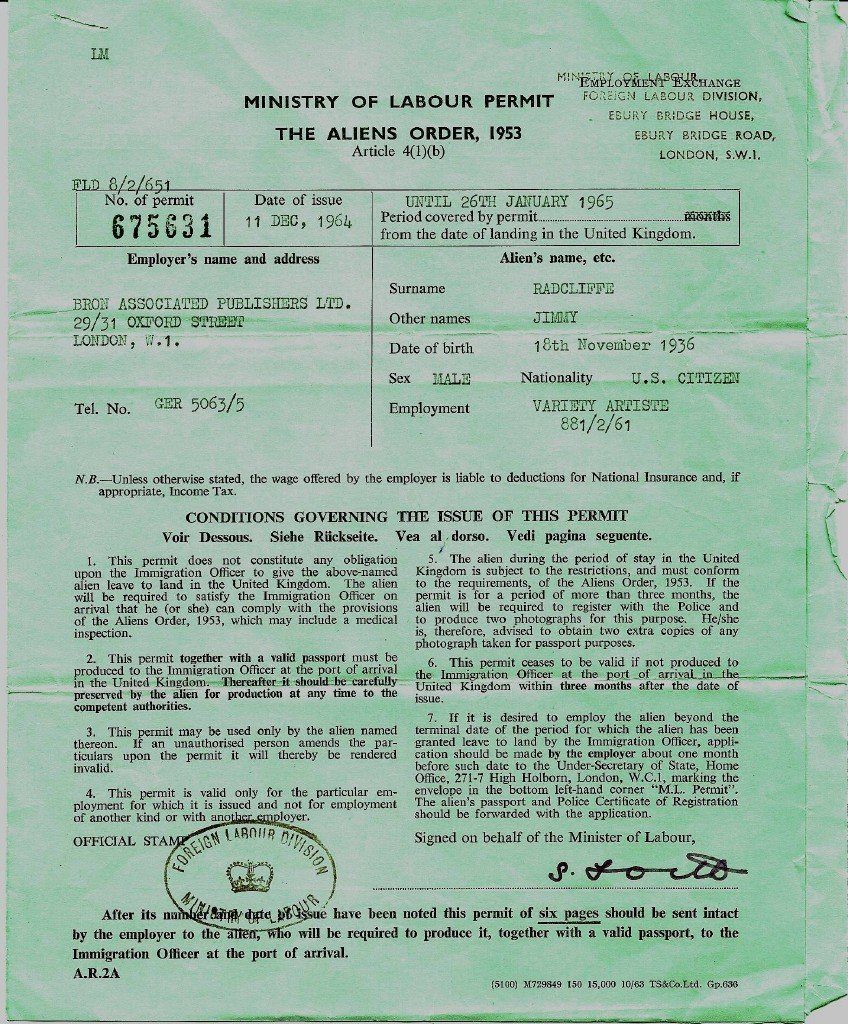 LM
MINISTRY OF LABOUR,
EMPLOYMENT EXCHANGE
FOREIGN LABOUR DIVISION,
EBURY BRIDGE HOUSE,
EBURY BRIDGE ROAD,
LONDON, S.W.1.
MINISTRY OF LABOUR PERMIT
THE ALIENS ORDER, 1953
Article 4(1)(b)
FLD 8/2/651
No. of permit
675631
Date of issue
11 DEC, 1964
UNTIL 26TH JANUARY 1965
Period covered by permit months
from the date of landing in the United Kingdom.
Employer's name and address
BRON ASSOCIATED PUBLISHERS LTD.
29/31 OXFORD STREET
LONDON, W.1.
Tel. No. GER 5063/5
Alien's name, etc.
Surname RADCLIFFE
Other names JIMMY
Date of birth 18th November 1936
Sex MALE Nationality U.S. CITIZEN
Employment VARIETY ARTISTE
881/2/61
N.B.—Unless otherwise stated, the wage offered by the employer is liable to deductions for National Insurance and, if
appropriate, Income Tax.
CONDITIONS GOVERNING THE ISSUE OF THIS PERMIT
Voir Dessous. Siehe Rückseite. Vea al dorso. Vedi pagina seguente.
1. This permit does not constitute any obligation
upon the Immigration Officer to give the above-named
alien leave to land in the United Kingdom. The alien
will be required to satisfy the Immigration Officer on
arrival that he (or she) can comply with the provisions
of the Aliens Order, 1953, which may include a medical
inspection.
2. This permit together with a valid passport must be
produced to the Immigration Officer at the port of arrival
in the United Kingdom. Thereafter it should be carefully
preserved by the alien for production at any time to the
competent authorities.
3. This permit may be used only by the alien named
thereon. If an unauthorised person amends the par-
ticulars upon the permit it will thereby be rendered
invalid.
4. This permit is valid only for the particular em-
ployment for which it is issued and not for employment
of another kind or with another employer.
5. The alien during the period of stay in the United
Kingdom is subject to the restrictions, and must conform
to the requirements, of the Aliens Order, 1953. If the
permit is for a period of more than three months, the
alien will be required to register with the Police and
to produce two photographs for this purpose. He/she
is, therefore, advised to obtain two extra copies of any
photograph taken for passport purposes.
6. This permit ceases to be valid if not produced to
the Immigration Officer at the port of arrival in the
United Kingdom within three months after the date of
issue.
7. If it is desired to employ the alien beyond the
terminal date of the period for which the alien has been
granted leave to land by the Immigration Officer, appli-
cation should be made by the employer about one month
before such date to the Under-Secretary of State, Home
Office, 271-7 High Holborn, London, W.C.1, marking the
envelope in the bottom left-hand corner "M.L. Permit".
The alien's passport and Police Certificate of Registration
should be forwarded with the application.
OFFICIAL STAMP
FOREIGN LABOUR DIVISION
MINISTRY OF LABOUR
Signed on behalf of the Minister of Labour,
After its number and date of issue have been noted this permit of six pages should be sent intact
by the employer to the alien, who will be required to produce it, together with a valid passport, to the
Immigration Officer at the port of arrival.
A.R.2A
(5100) M729849 150 15,000 10/63 TS&Co.Ltd. Gp.636